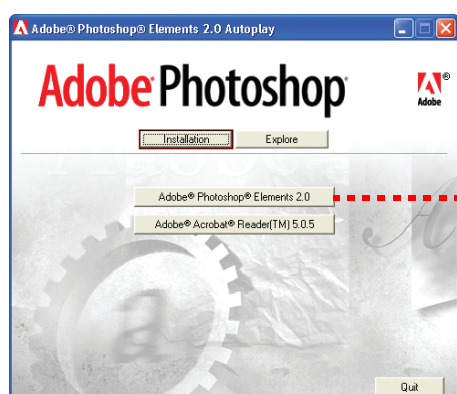 Adobe® Photoshop® Elements 2.0 Autoplay
Adobe Photoshop®
®
Adobe
Installation Explore
Adobe® Photoshop® Elements 2.0
Adobe® Acrobat® Reader(TM) 5.0.5
a
Quit